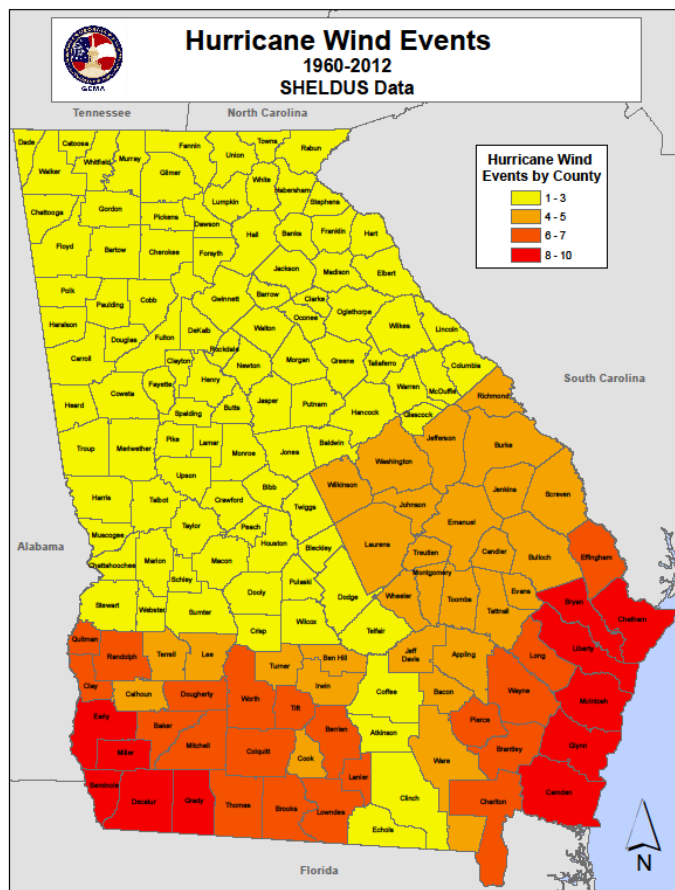 Hurricane Wind Events
1960-2012
SHELDUS Data
GEMA
Tennessee
North Carolina
Hurricane Wind
Events by County
1 - 3
4 - 5
6 - 7
8 - 10
South Carolina
Alabama
Florida
N
Dade
Catoosa
Whitfield
Murray
Fannin
Union
Towns
Rabun
Walker
Gilmer
White
Lumpkin
Habersham
Stephens
Chattooga
Gordon
Pickens
Dawson
Hall
Banks
Franklin
Hart
Floyd
Bartow
Cherokee
Forsyth
Jackson
Madison
Elbert
Polk
Paulding
Cobb
Gwinnett
Barrow
Clarke
Oconee
Oglethorpe
Wilkes
Lincoln
Haralson
Douglas
Fulton
DeKalb
Rockdale
Walton
Morgan
Greene
Taliaferro
Columbia
Carroll
Clayton
Newton
Warren
McDuffie
Richmond
Heard
Coweta
Fayette
Henry
Spalding
Butts
Jasper
Putnam
Hancock
Glascock
Troup
Meriwether
Pike
Lamar
Monroe
Jones
Baldwin
Washington
Jefferson
Burke
Upson
Bibb
Wilkinson
Jenkins
Screven
Harris
Talbot
Crawford
Twiggs
Johnson
Emanuel
Taylor
Peach
Houston
Bleckley
Laurens
Treutlen
Candler
Bulloch
Effingham
Muscogee
Chattahoochee
Marion
Macon
Schley
Pulaski
Dodge
Montgomery
Wheeler
Toombs
Tattnall
Evans
Bryan
Chatham
Stewart
Webster
Sumter
Dooly
Wilcox
Crisp
Telfair
Liberty
Long
Quitman
Randolph
Terrell
Lee
Turner
Ben Hill
Irwin
Jeff
Davis
Appling
Coffee
Bacon
Wayne
McIntosh
Clay
Calhoun
Dougherty
Worth
Tift
Pierce
Early
Baker
Mitchell
Colquitt
Berrien
Cook
Atkinson
Ware
Brantley
Glynn
Miller
Lanier
Clinch
Charlton
Camden
Seminole
Decatur
Grady
Thomas
Brooks
Lowndes
Echols